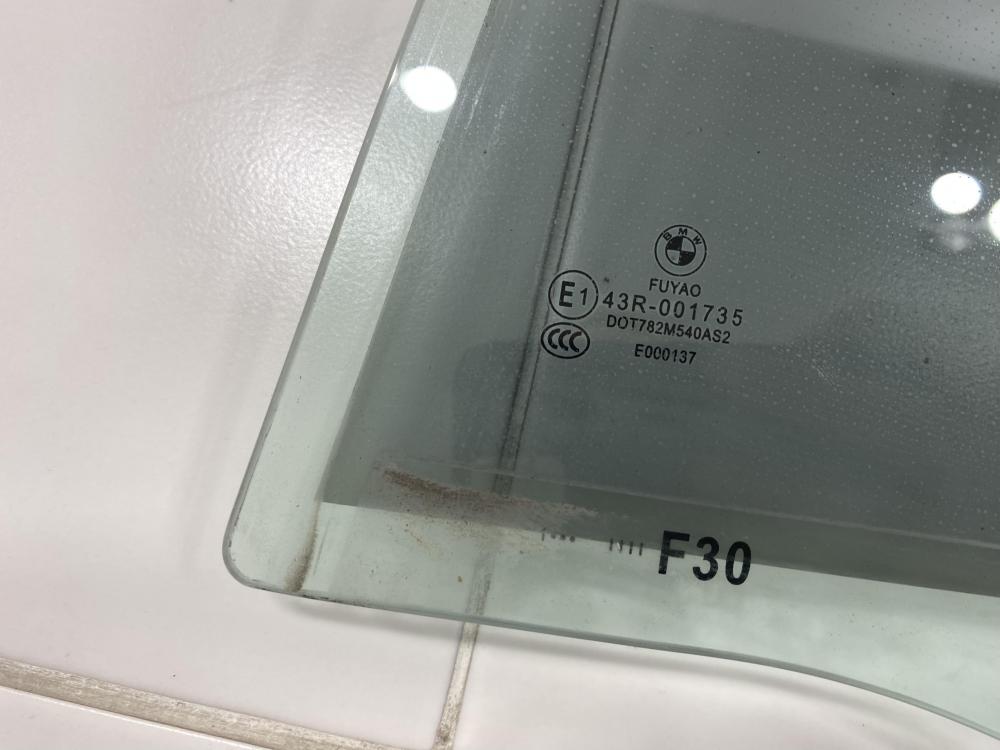 BMW
FUYAO
E1 43R-001735
DOT782M540AS2
CCC E000137
F30